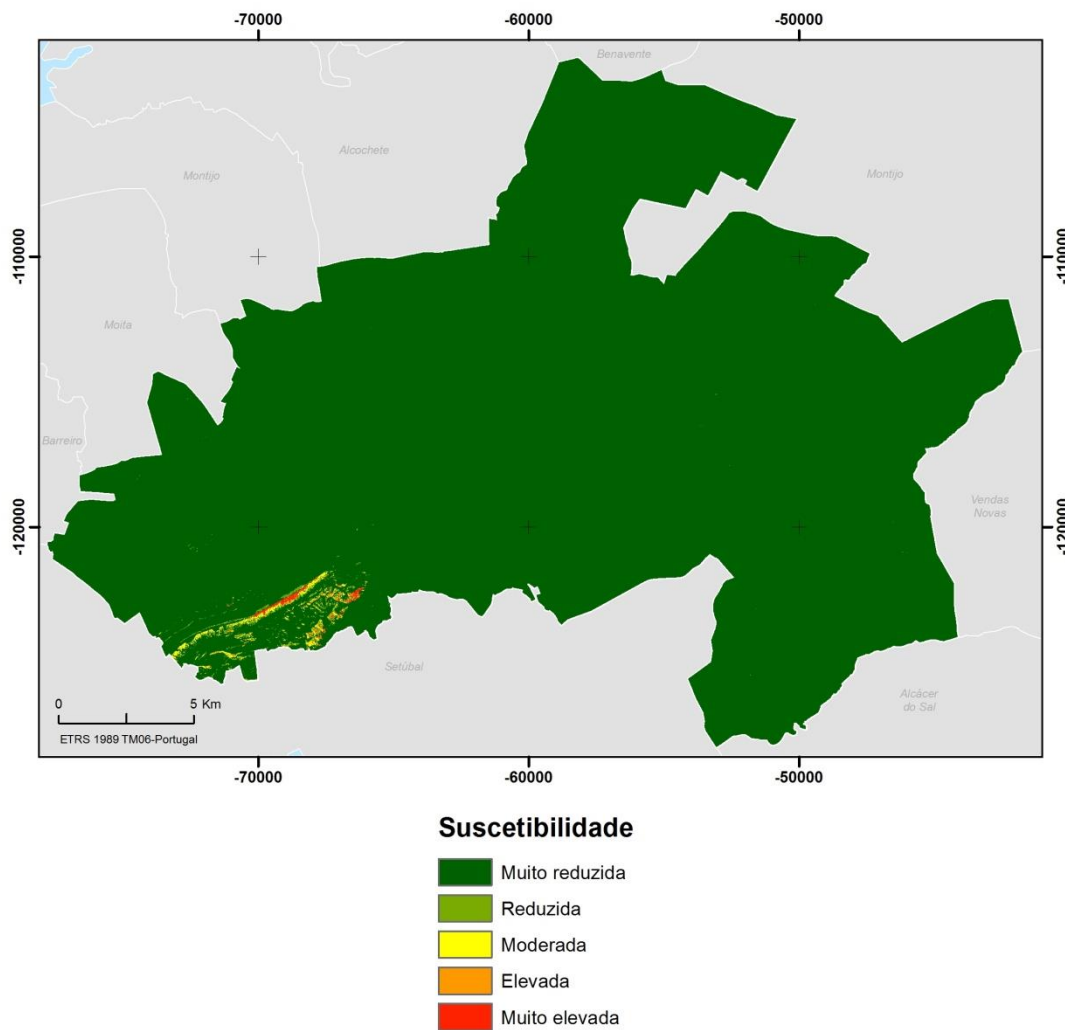 -70000
-60000
-50000
Benavente
Alcochete
Montijo
Montijo
-110000
-110000
Moita
Barreiro
Vendas
Novas
-120000
-120000
Setúbal
Alcácer
do Sal
0
5 Km
ETRS 1989 TM06-Portugal
-70000
-60000
-50000
Suscetibilidade
Muito reduzida
Reduzida
Moderada
Elevada
Muito elevada